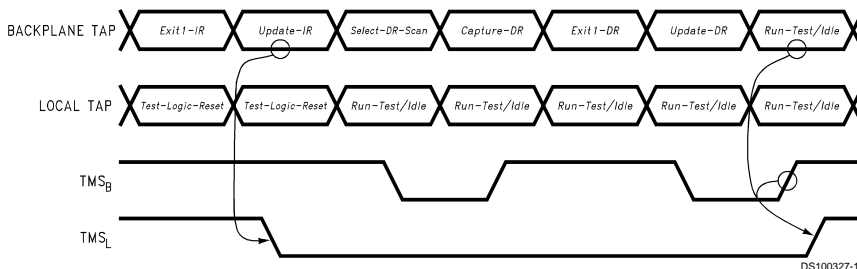 BACKPLANE TAP Exit1-IR Update-IR Select-DR-Scan Capture-DR Exit1-DR Update-DR Run-Test/Idle
LOCAL TAP Test-Logic-Reset Test-Logic-Reset Run-Test/Idle Run-Test/Idle Run-Test/Idle Run-Test/Idle Run-Test/Idle
TMSB
TMSL
DS100327-1